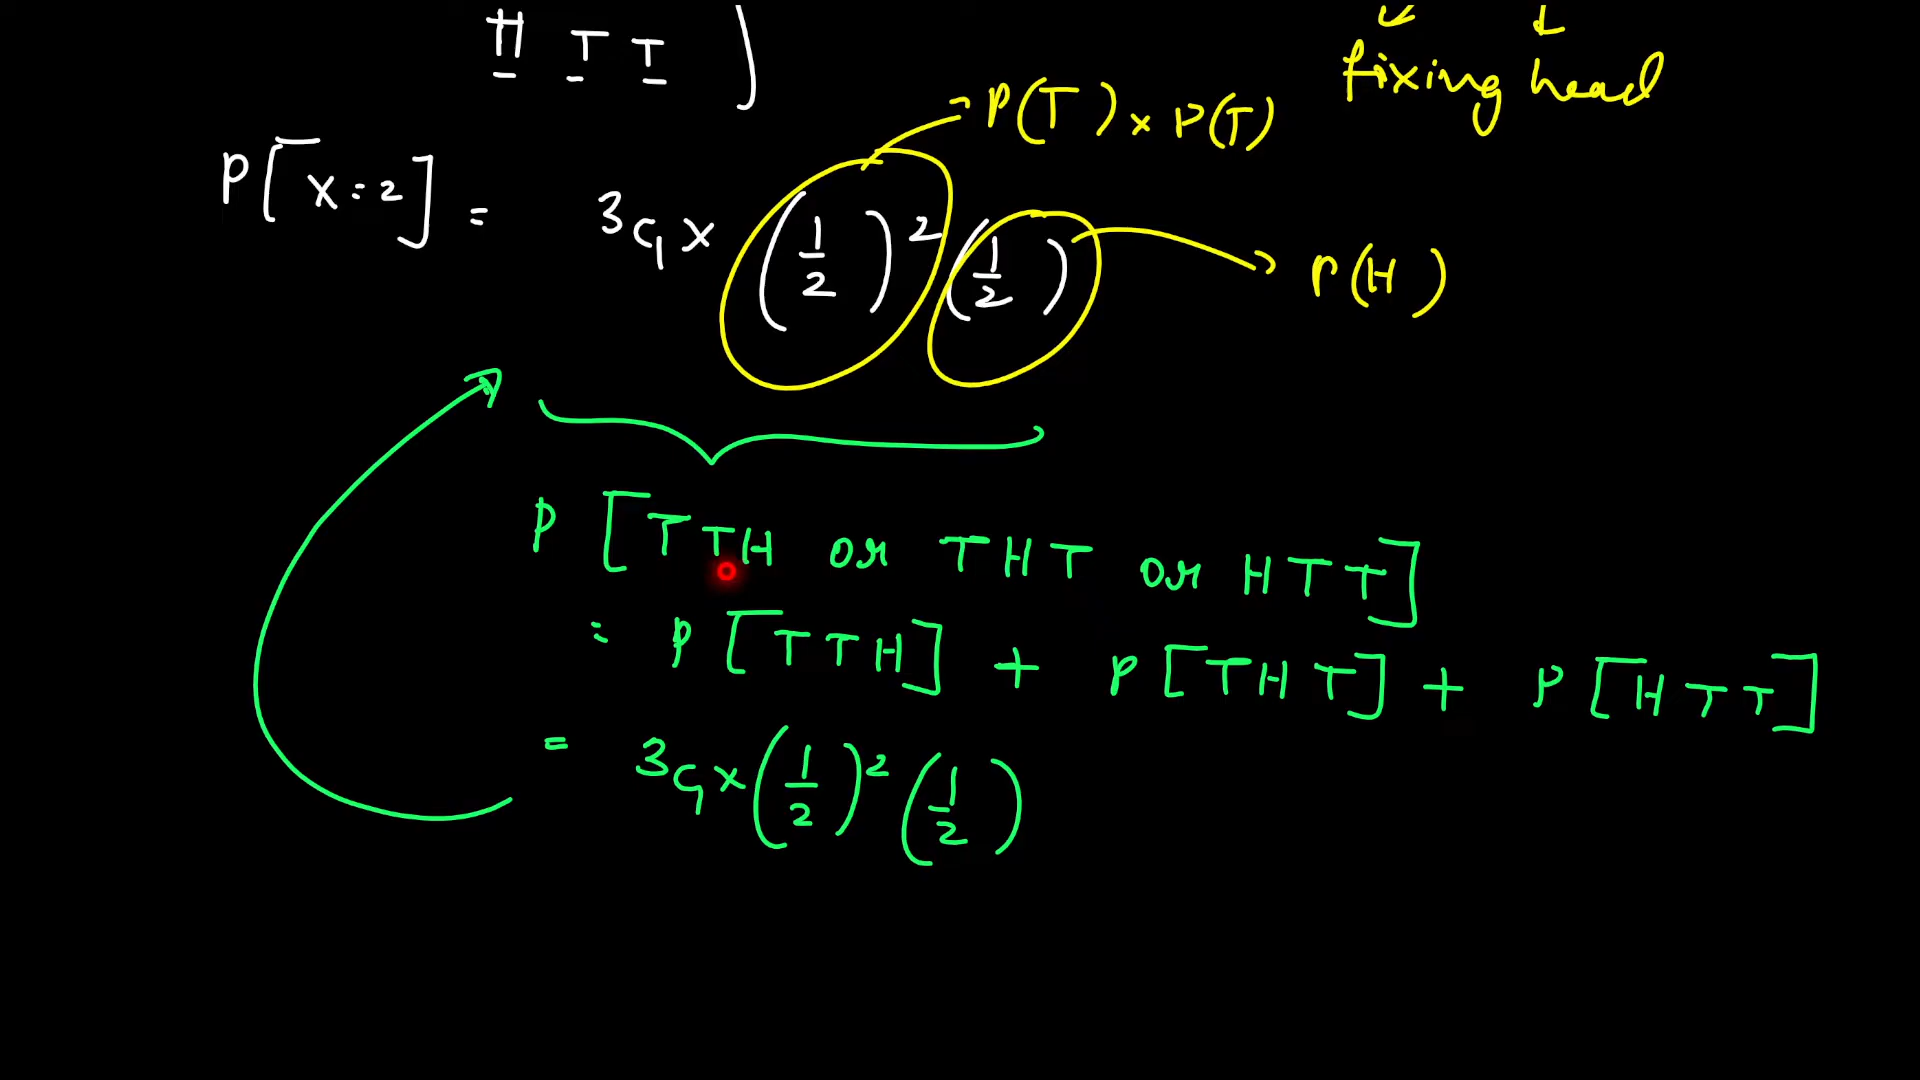 H T T )
fixing head
P(T) × P(T)
P[X=2] = 3C₁ × (1/2)² (1/2)
P(H)
P[TTH or THT or HTT]
= P[TTH] + P[THT] + P[HTT]
= 3C₁ × (1/2)² (1/2)